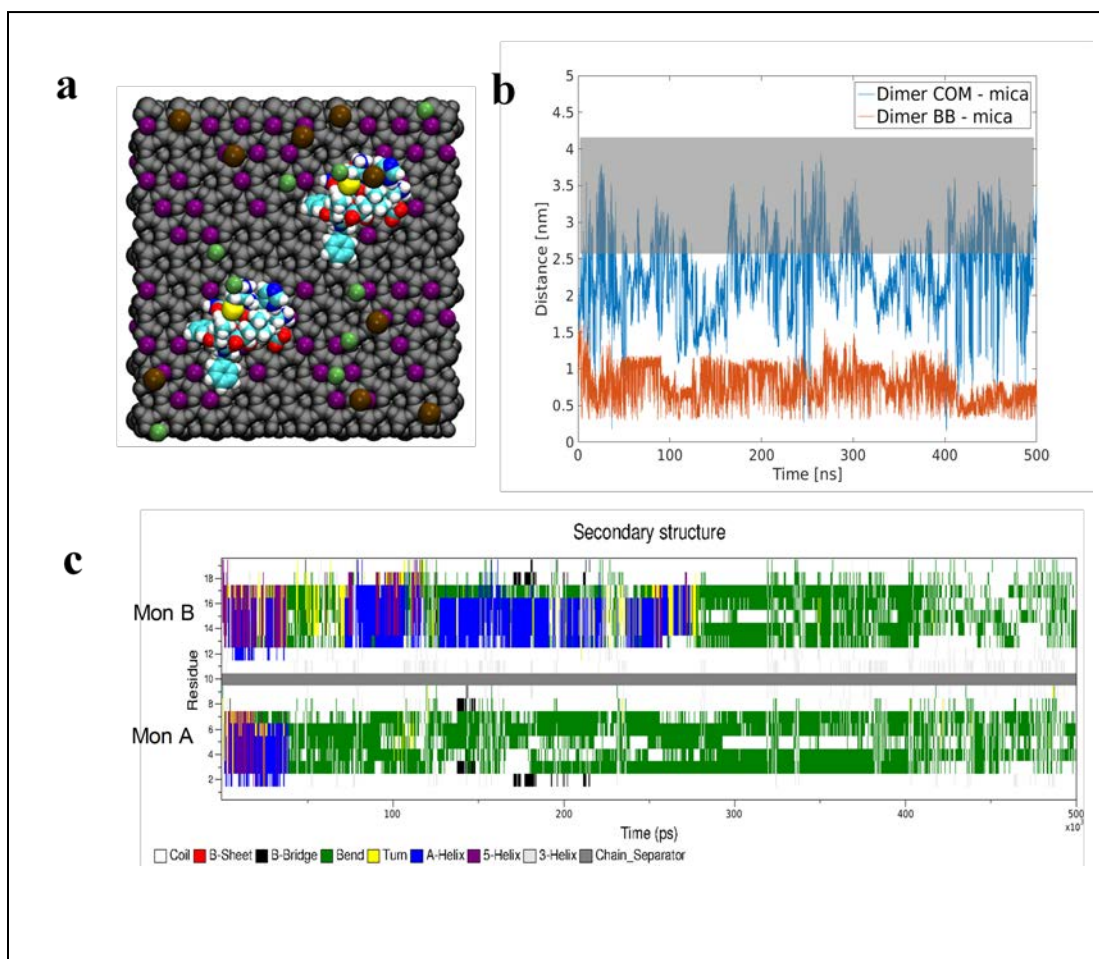 a
b
5
4.5
4
3.5
3
2.5
2
1.5
1
0.5
0
Distance [nm]
Dimer COM - mica
Dimer BB - mica
0 100 200 300 400 500
Time [ns]
c
Secondary structure
Mon B
Mon A
Residue
18
16
14
12
10
8
6
4
2
100 200 300 400 500
x10³
Time (ps)
Coil B-Sheet B-Bridge Bend Turn A-Helix 5-Helix 3-Helix Chain_Separator